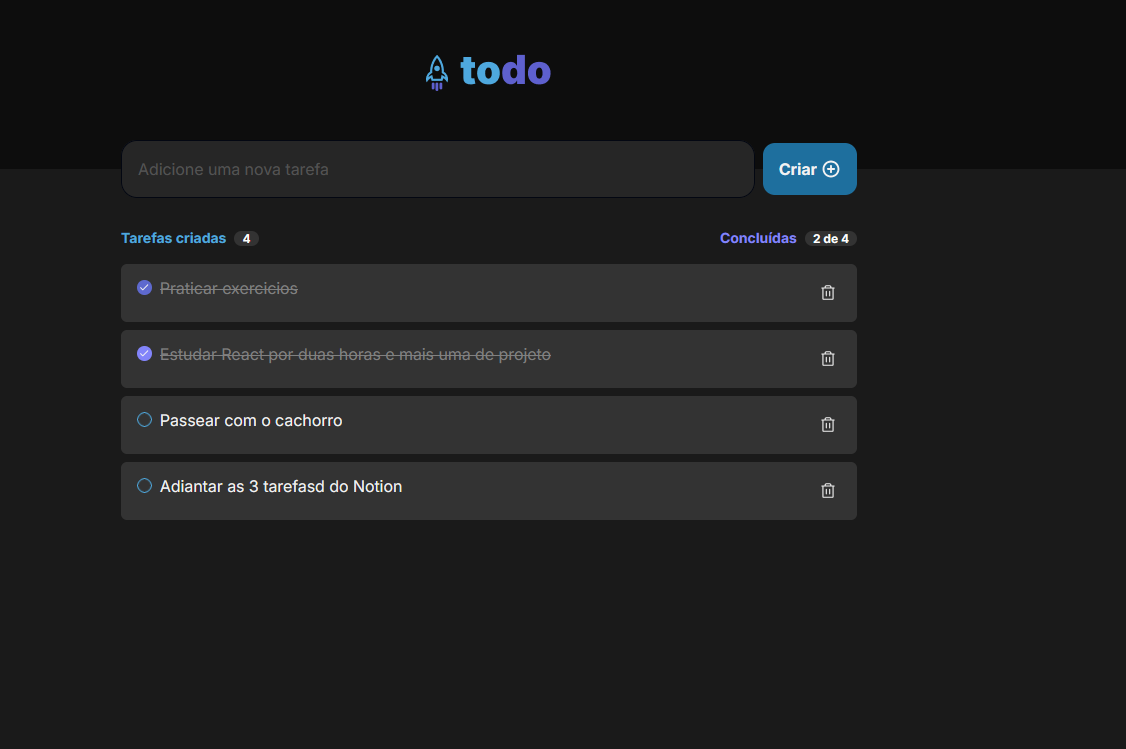 todo
Adicione uma nova tarefa
Criar
Tarefas criadas 4
Concluídas 2 de 4
Praticar exercicios
Estudar React por duas horas e mais uma de projeto
Passear com o cachorro
Adiantar as 3 tarefasd do Notion